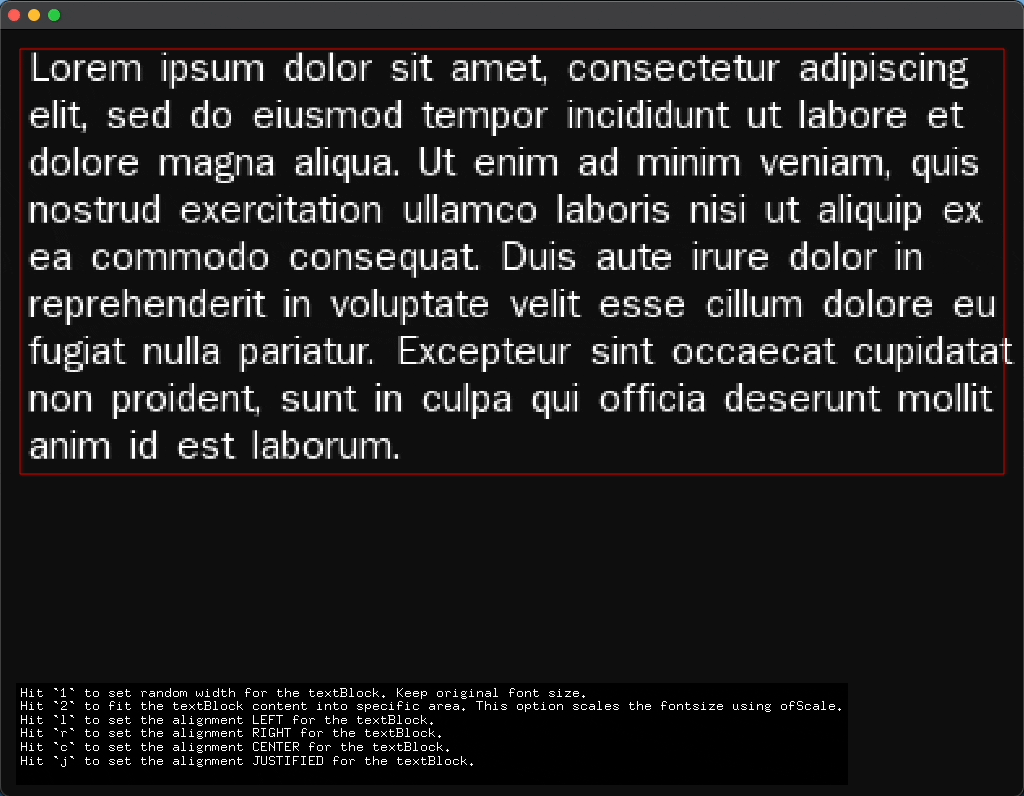 Lorem ipsum dolor sit amet, consectetur adipiscing
elit, sed do eiusmod tempor incididunt ut labore et
dolore magna aliqua. Ut enim ad minim veniam, quis
nostrud exercitation ullamco laboris nisi ut aliquip ex
ea commodo consequat. Duis aute irure dolor in
reprehenderit in voluptate velit esse cillum dolore eu
fugiat nulla pariatur. Excepteur sint occaecat cupidatat
non proident, sunt in culpa qui officia deserunt mollit
anim id est laborum.
Hit `1` to set random width for the textBlock. Keep original font size.
Hit `2` to fit the textBlock content into specific area. This option scales the fontsize using ofScale.
Hit `l` to set the alignment LEFT for the textBlock.
Hit `r` to set the alignment RIGHT for the textBlock.
Hit `c` to set the alignment CENTER for the textBlock.
Hit `j` to set the alignment JUSTIFIED for the textBlock.